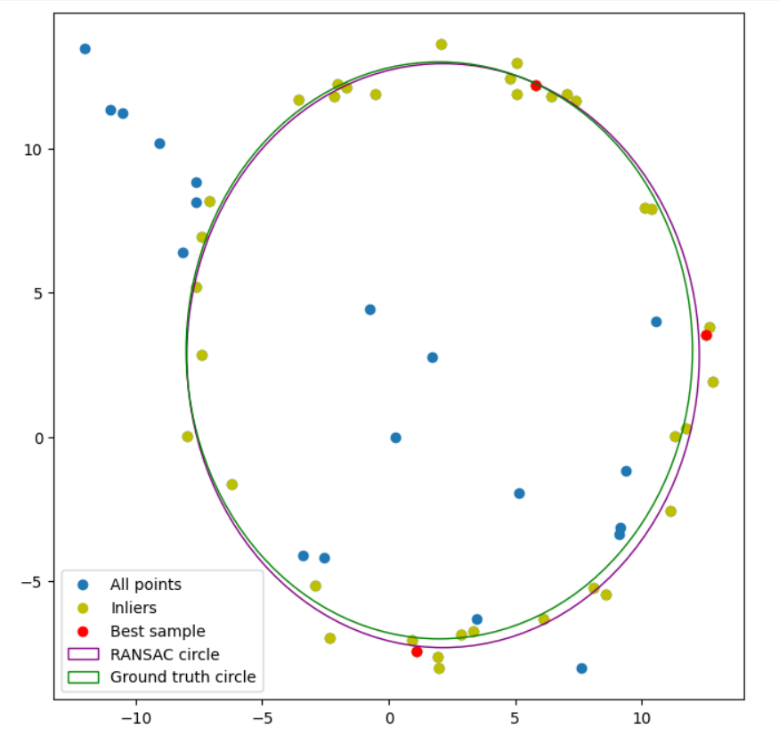 10
5
0
−5
All points
Inliers
Best sample
RANSAC circle
Ground truth circle
−10
−5
0
5
10